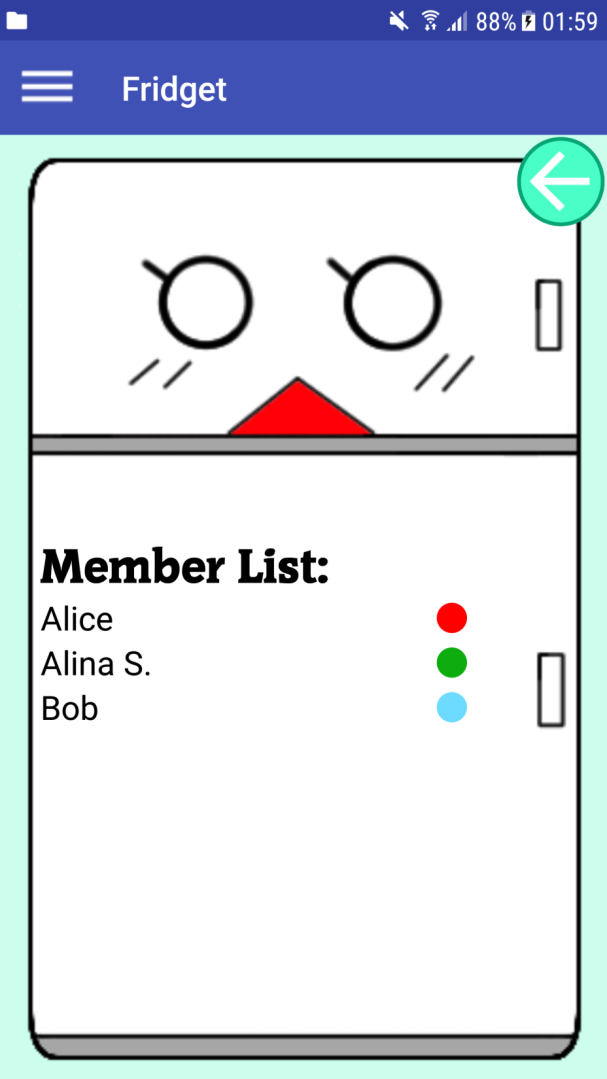 88% 01:59
Fridget
Member List:
Alice
Alina S.
Bob